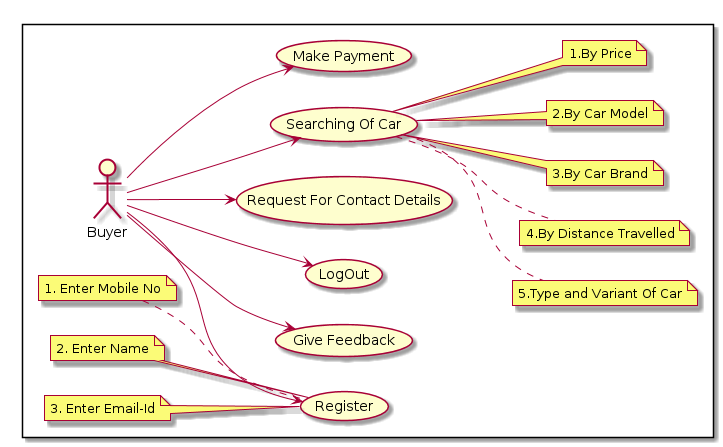 Make Payment
1.By Price
Searching Of Car
2.By Car Model
3.By Car Brand
Request For Contact Details
Buyer
4.By Distance Travelled
LogOut
1. Enter Mobile No
5.Type and Variant Of Car
Give Feedback
2. Enter Name
Register
3. Enter Email-Id